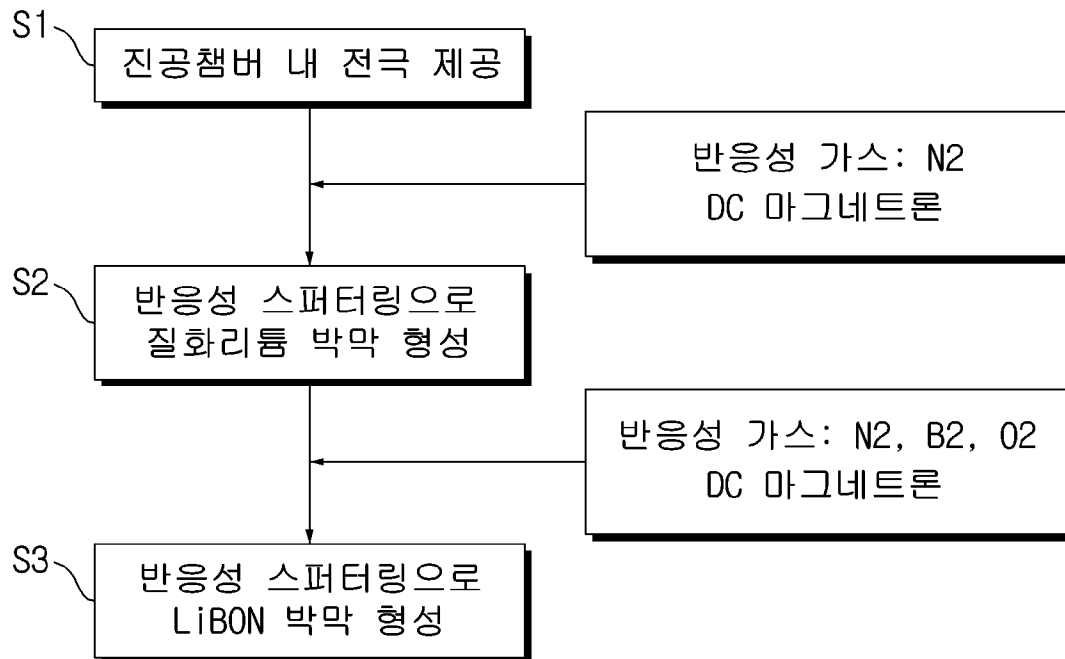 S1
진공챔버 내 전극 제공
반응성 가스: N2
DC 마그네트론
S2
반응성 스퍼터링으로
질화리튬 박막 형성
반응성 가스: N2, B2, O2
DC 마그네트론
S3
반응성 스퍼터링으로
LiBON 박막 형성